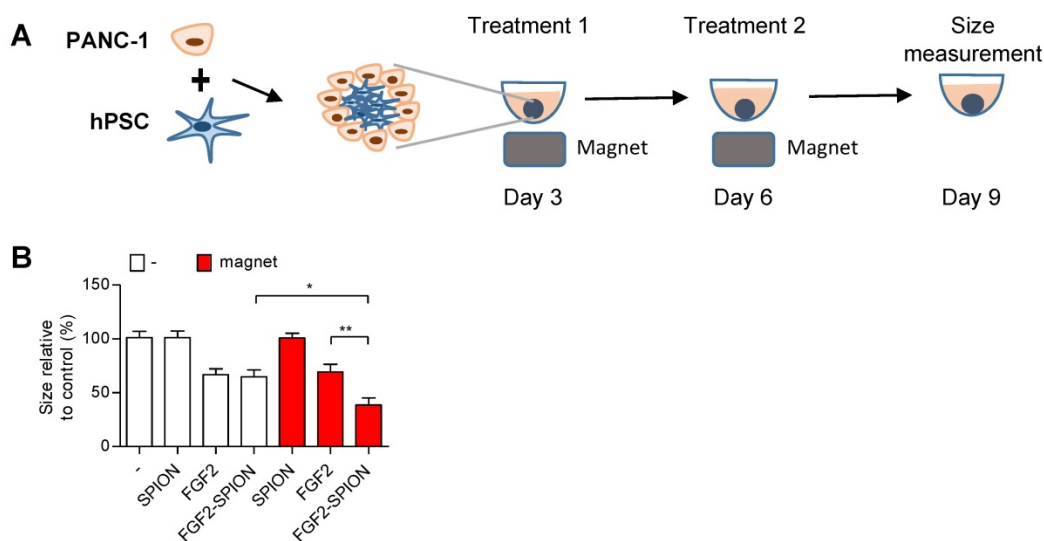 A
PANC-1
+
hPSC
Treatment 1
Treatment 2
Size
measurement
Magnet
Magnet
Day 3
Day 6
Day 9
B
- magnet
Size relative
to control (%)
150
100
50
0
*
**
-
SPION
FGF2
FGF2-SPION
SPION
FGF2
FGF2-SPION